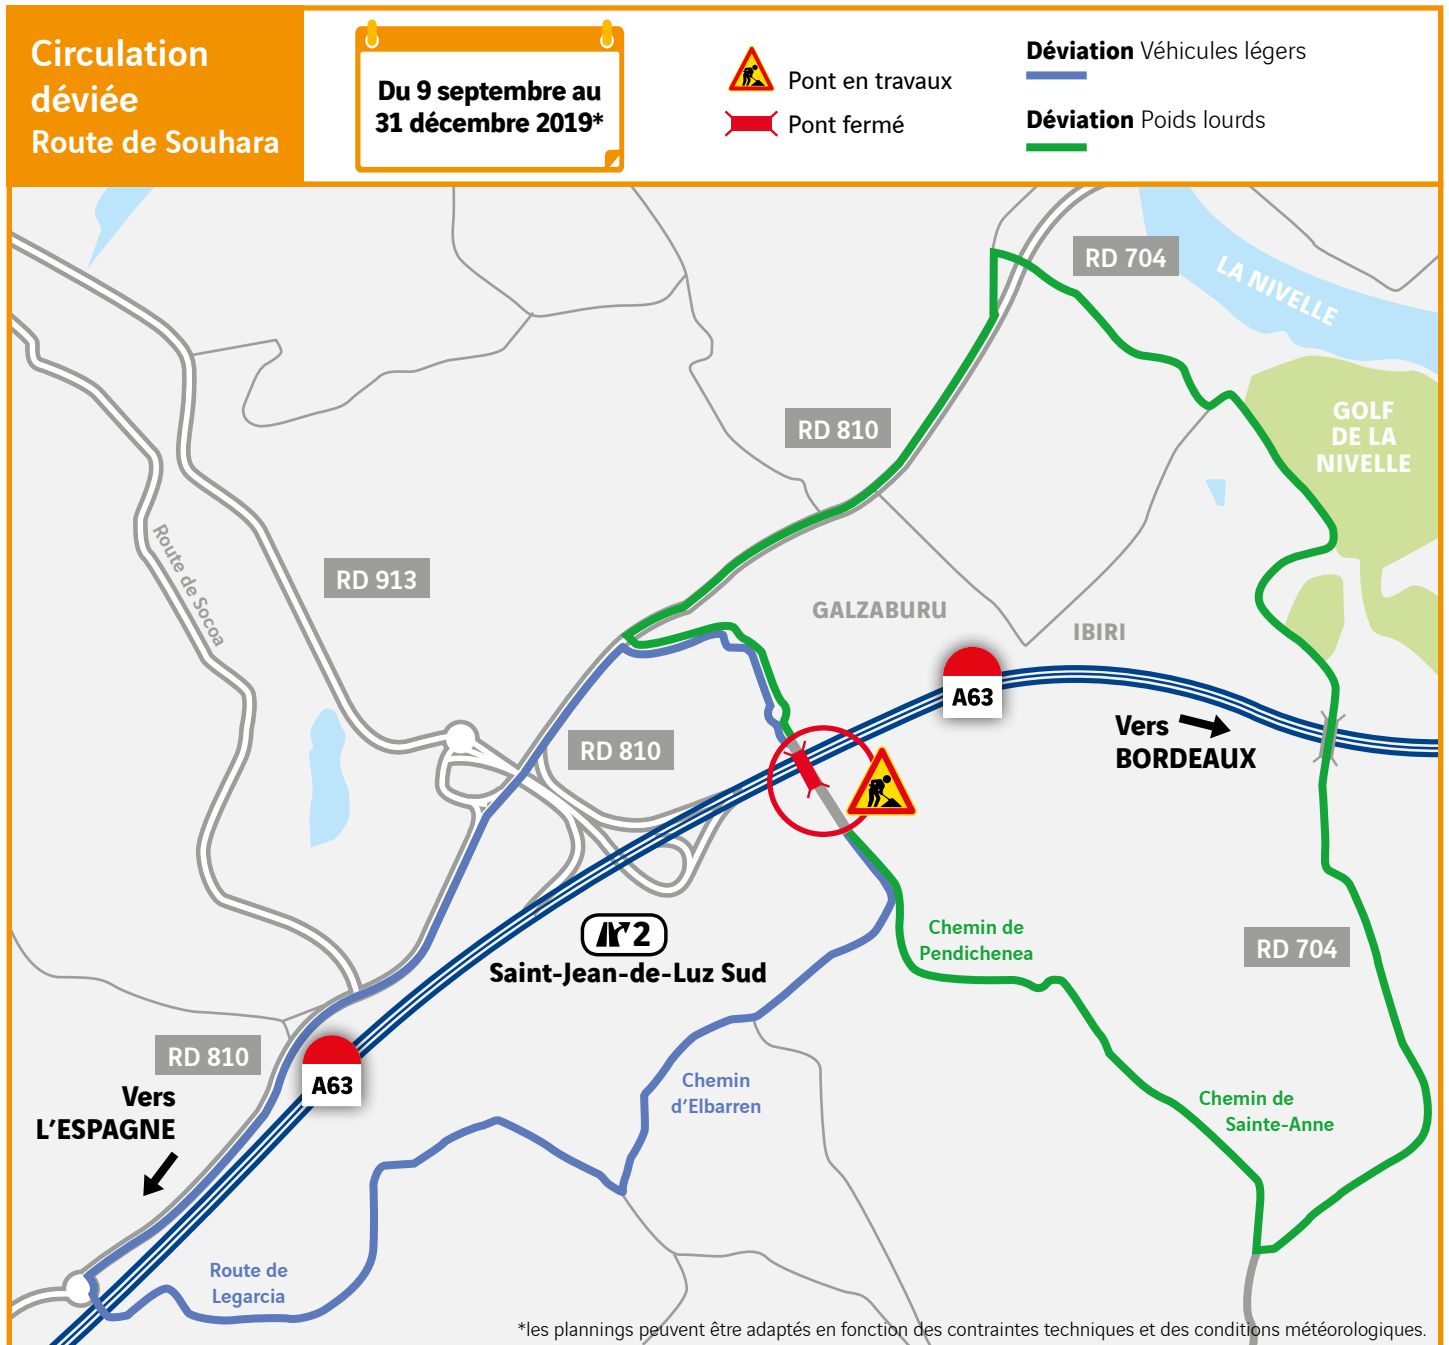 Circulation
déviée
Route de Souhara
Du 9 septembre au
31 décembre 2019*
Pont en travaux
Pont fermé
Déviation Véhicules légers
Déviation Poids lourds
RD 704
LA NIVELLE
RD 810
GOLF
DE LA
NIVELLE
Route de Socoa
RD 913
GALZABURU
IBIRI
A63
Vers
BORDEAUX
RD 810
2
Saint-Jean-de-Luz Sud
Chemin de
Pendichenea
RD 704
RD 810
A63
Vers
L'ESPAGNE
Chemin
d'Elbarren
Chemin de
Sainte-Anne
Route de
Legarcia
*les plannings peuvent être adaptés en fonction des contraintes techniques et des conditions météorologiques.